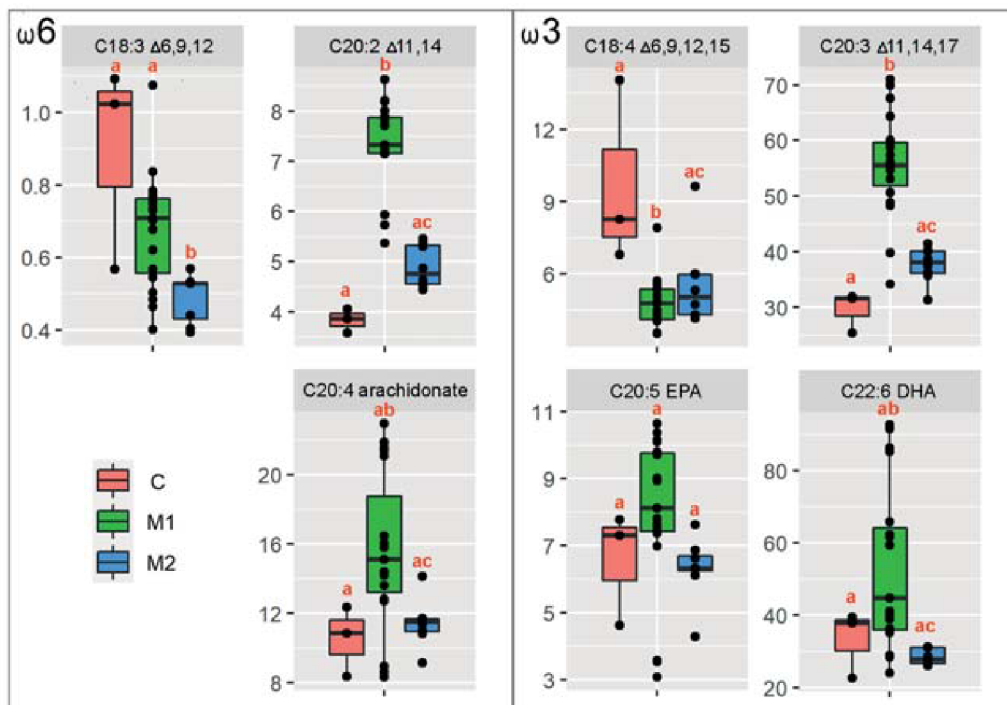 ω6
C18:3 Δ6,9,12
a
a
b
1.0
0.8
0.6
0.4
C20:2 Δ11,14
b
ac
a
8
7
6
5
4
C20:4 arachidonate
ab
ac
a
20
16
12
8
C
M1
M2
ω3
C18:4 Δ6,9,12,15
a
ac
b
12
9
6
C20:3 Δ11,14,17
b
ac
a
70
60
50
40
30
C20:5 EPA
a
a
a
11
9
8
7
5
3
C22:6 DHA
ab
a
ac
80
60
40
20